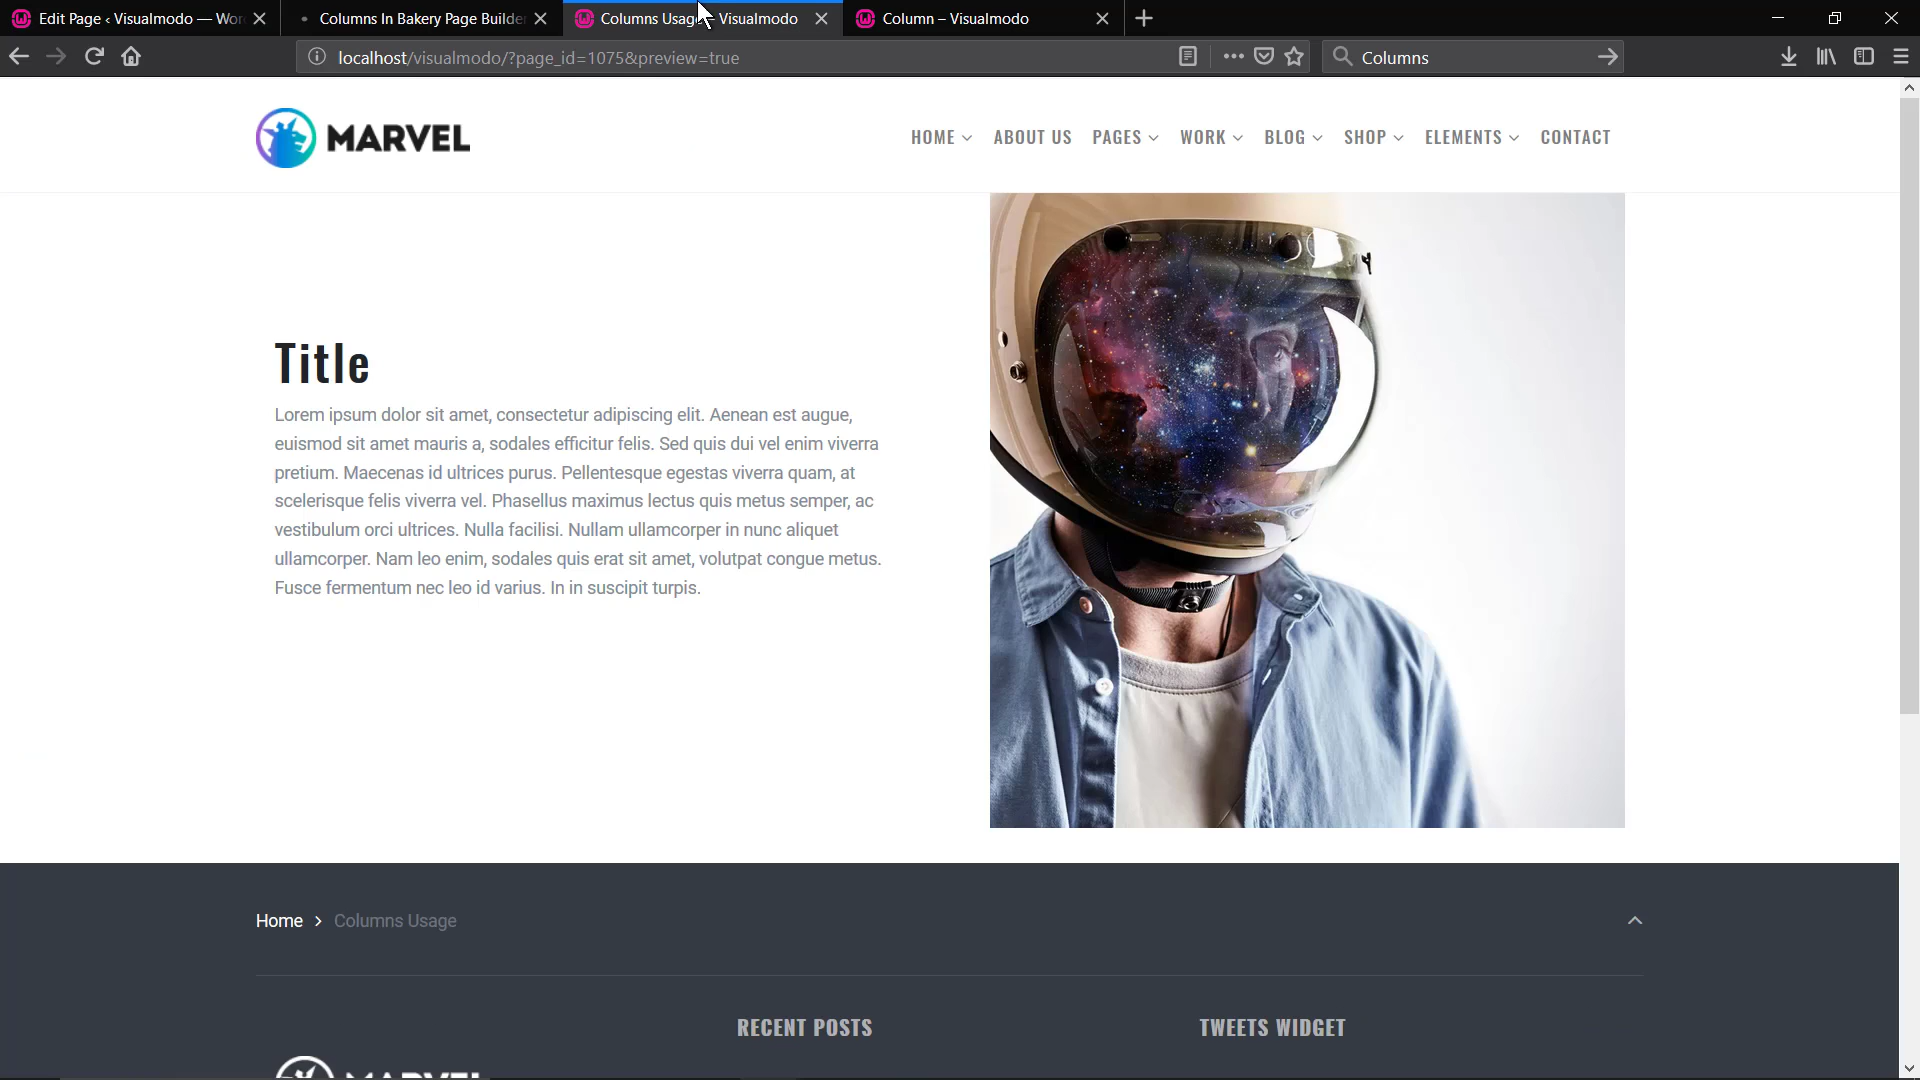 Edit Page ‹ Visualmodo — Wor
Columns In Bakery Page Builder
Columns Usag – Visualmodo
Column – Visualmodo
localhost/visualmodo/?page_id=1075&preview=true
Columns
MARVEL
HOME ABOUT US PAGES WORK BLOG SHOP ELEMENTS CONTACT
Title
Lorem ipsum dolor sit amet, consectetur adipiscing elit. Aenean est augue,
euismod sit amet mauris a, sodales efficitur felis. Sed quis dui vel enim viverra
pretium. Maecenas id ultrices purus. Pellentesque egestas viverra quam, at
scelerisque felis viverra vel. Phasellus maximus lectus quis metus semper, ac
vestibulum orci ultrices. Nulla facilisi. Nullam ullamcorper in nunc aliquet
ullamcorper. Nam leo enim, sodales quis erat sit amet, volutpat congue metus.
Fusce fermentum nec leo id varius. In in suscipit turpis.
Home > Columns Usage
RECENT POSTS
TWEETS WIDGET
MARVEL